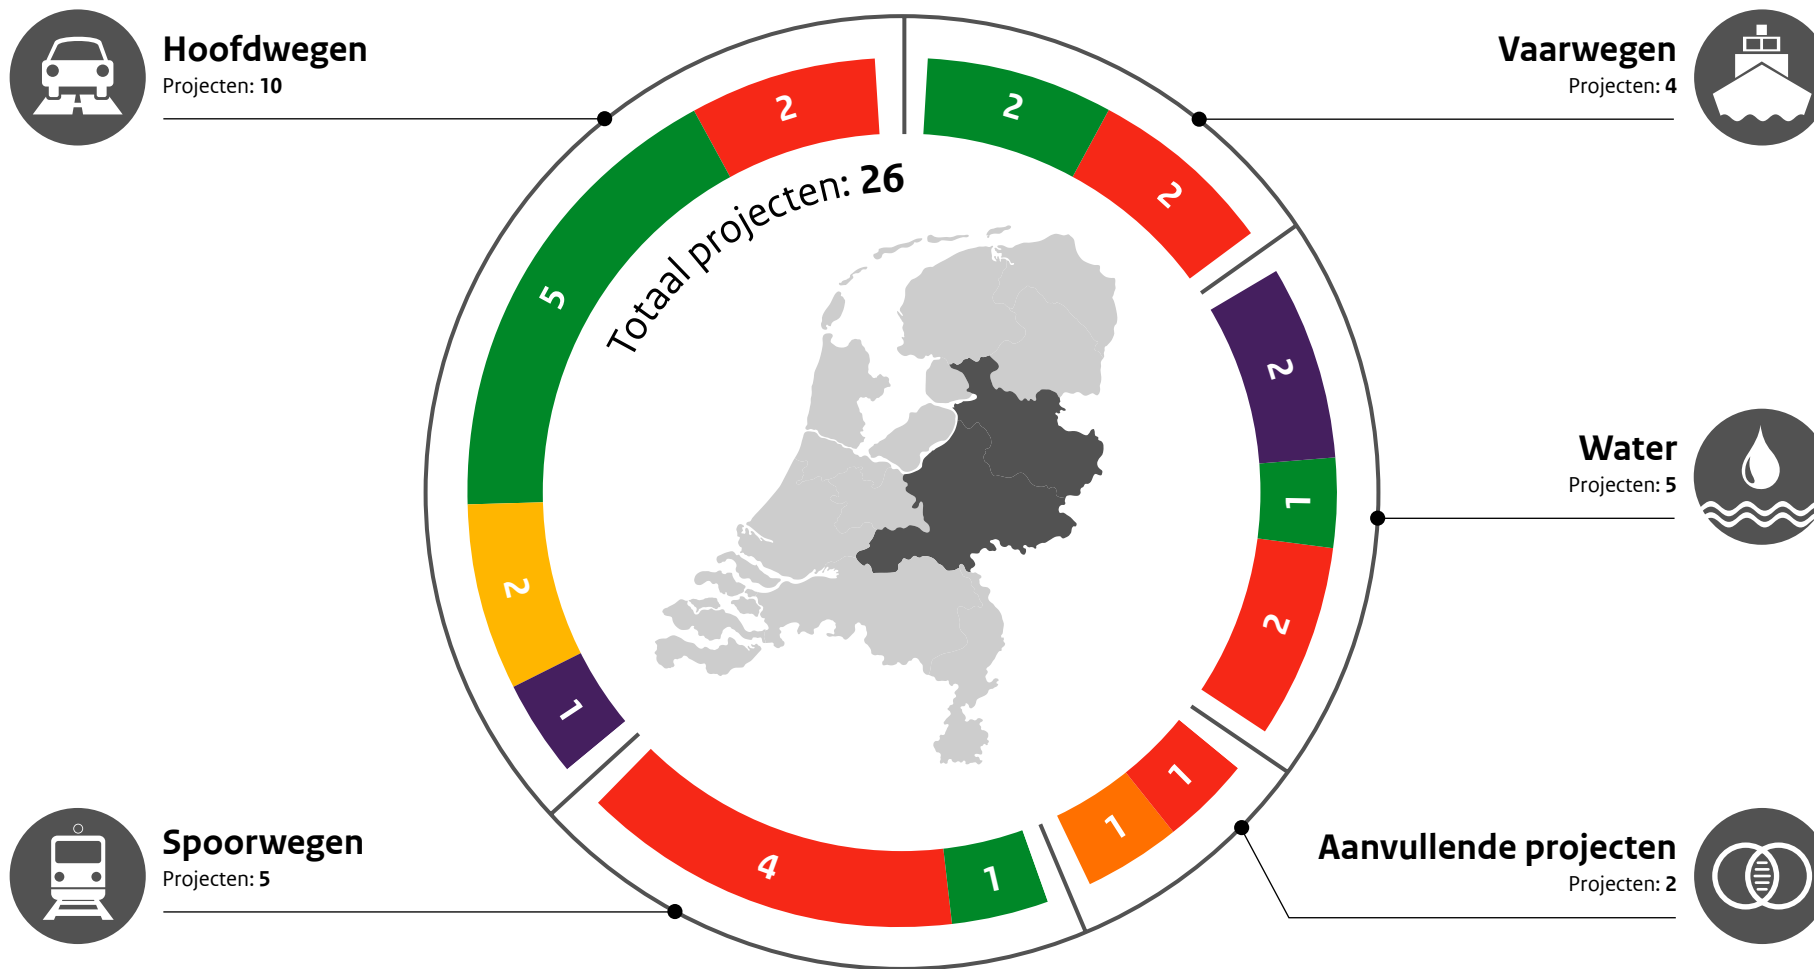 Hoofdwegen
Projecten: 10
Vaarwegen
Projecten: 4
Water
Projecten: 5
Aanvullende projecten
Projecten: 2
Spoorwegen
Projecten: 5
Totaal projecten: 26
2
2
2
1
2
1
1
1
4
1
2
5
2